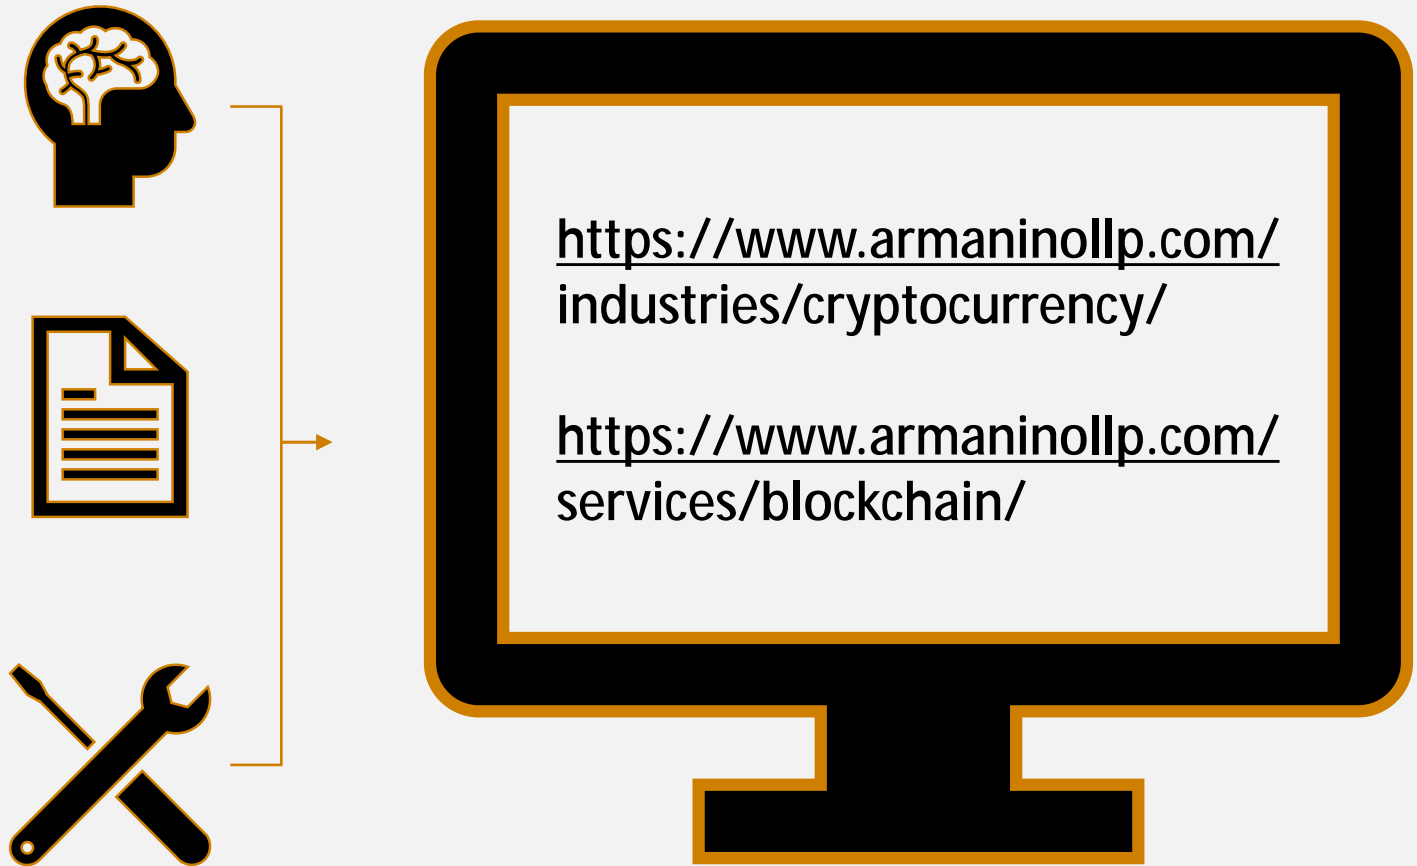 https://www.armaninollp.com/
industries/cryptocurrency/
https://www.armaninollp.com/
services/blockchain/